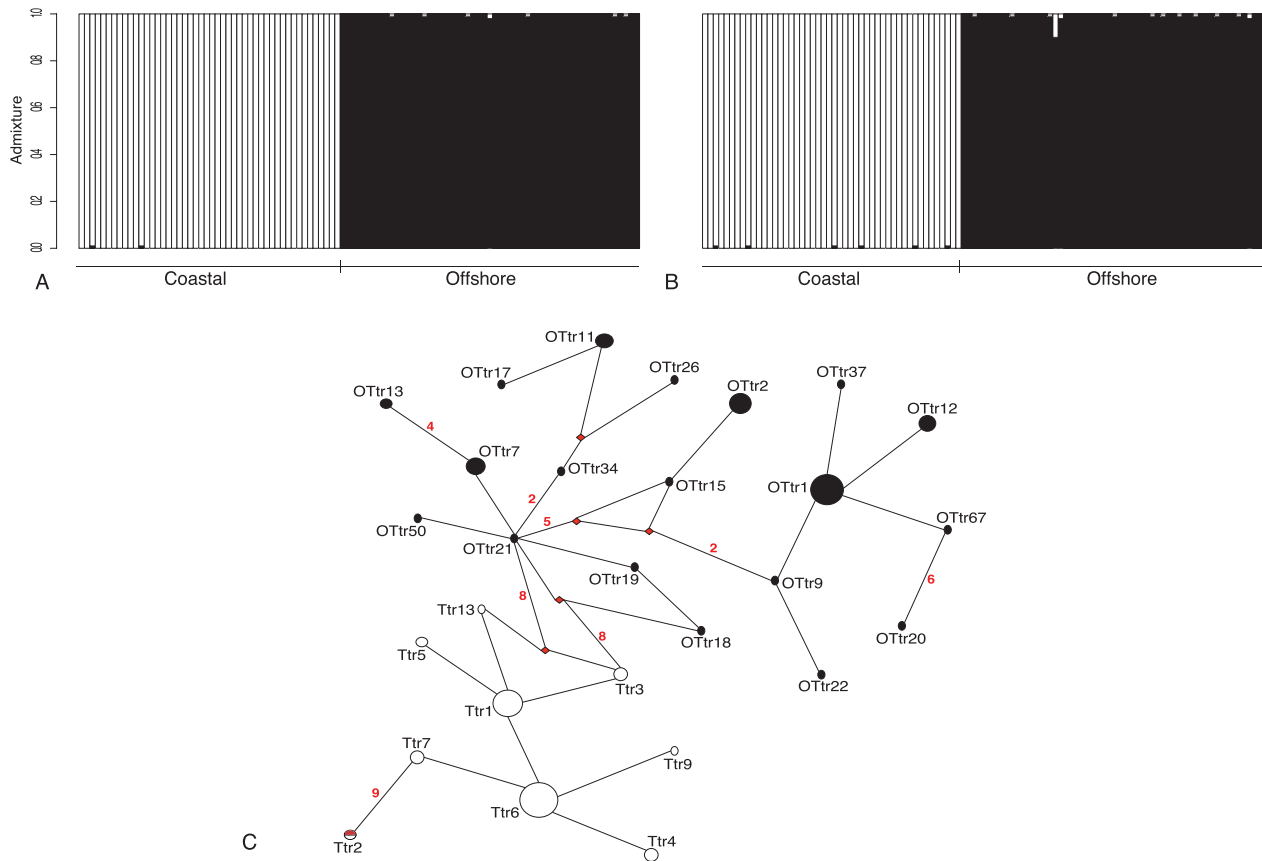 1.0
0.8
0.6
0.4
0.2
0.0
Admixture
Coastal
Offshore
A
Coastal
Offshore
B
OTtr11
OTtr17
OTtr26
OTtr37
OTtr13
OTtr2
OTtr12
4
OTtr7
OTtr34
OTtr15
OTtr1
2
5
OTtr50
OTtr21
OTtr67
2
OTtr19
OTtr9
6
8
Ttr13
8
OTtr18
OTtr20
Ttr5
Ttr3
OTtr22
Ttr1
Ttr7
Ttr9
9
Ttr6
Ttr2
Ttr4
C